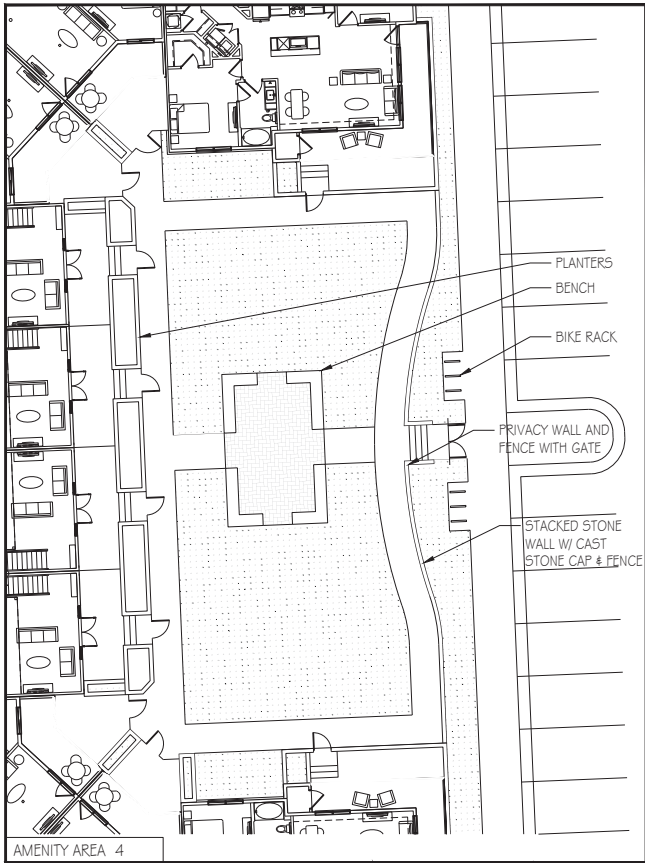 PLANTERS
BENCH
BIKE RACK
PRIVACY WALL AND
FENCE WITH GATE
STACKED STONE
WALL W/ CAST
STONE CAP & FENCE
AMENITY AREA 4